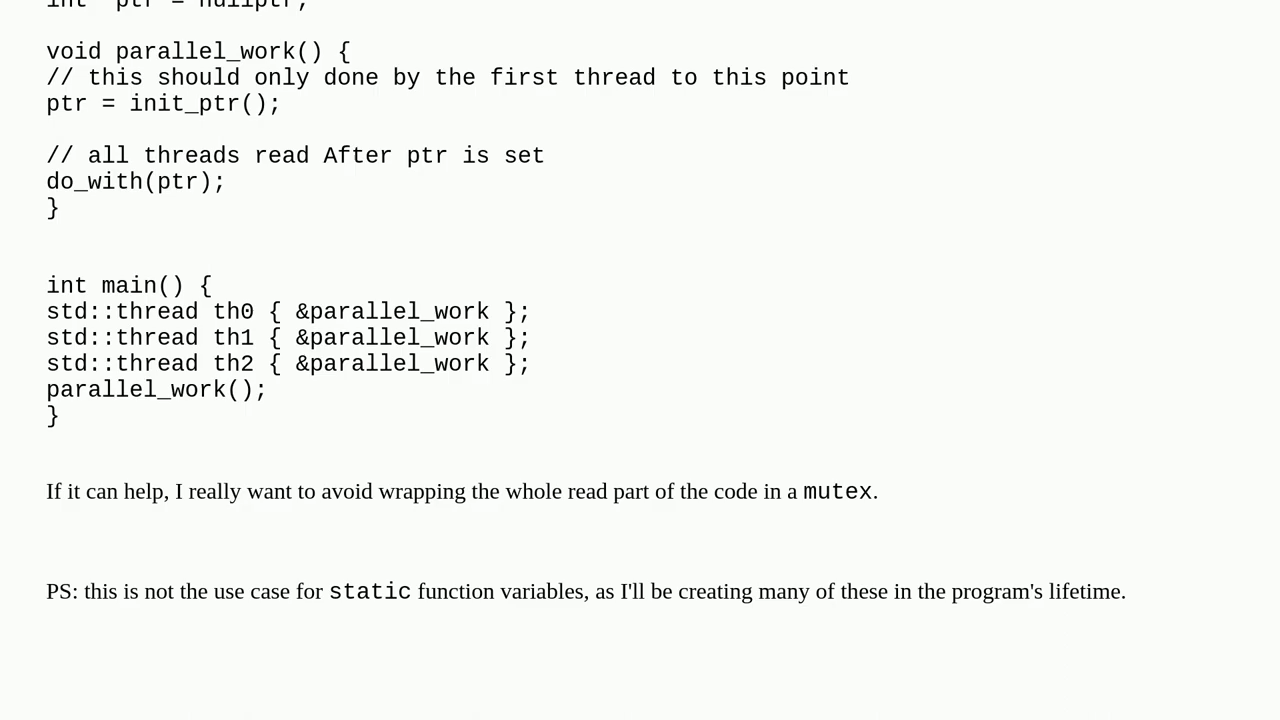 int* ptr = nullptr;
void parallel_work() {
// this should only done by the first thread to this point
ptr = init_ptr();
// all threads read After ptr is set
do_with(ptr);
}
int main() {
std::thread th0 { &parallel_work };
std::thread th1 { &parallel_work };
std::thread th2 { &parallel_work };
parallel_work();
}
If it can help, I really want to avoid wrapping the whole read part of the code in a mutex.
PS: this is not the use case for static function variables, as I'll be creating many of these in the program's lifetime.